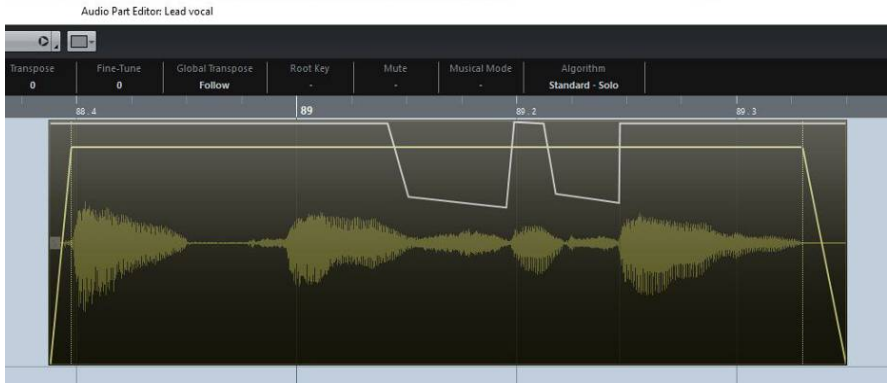 Audio Part Editor: Lead vocal
Transpose Fine-Tune Global Transpose Root Key Mute Musical Mode Algorithm
0 0 Follow - - - Standard - Solo
88.4 89 89.2 89.3